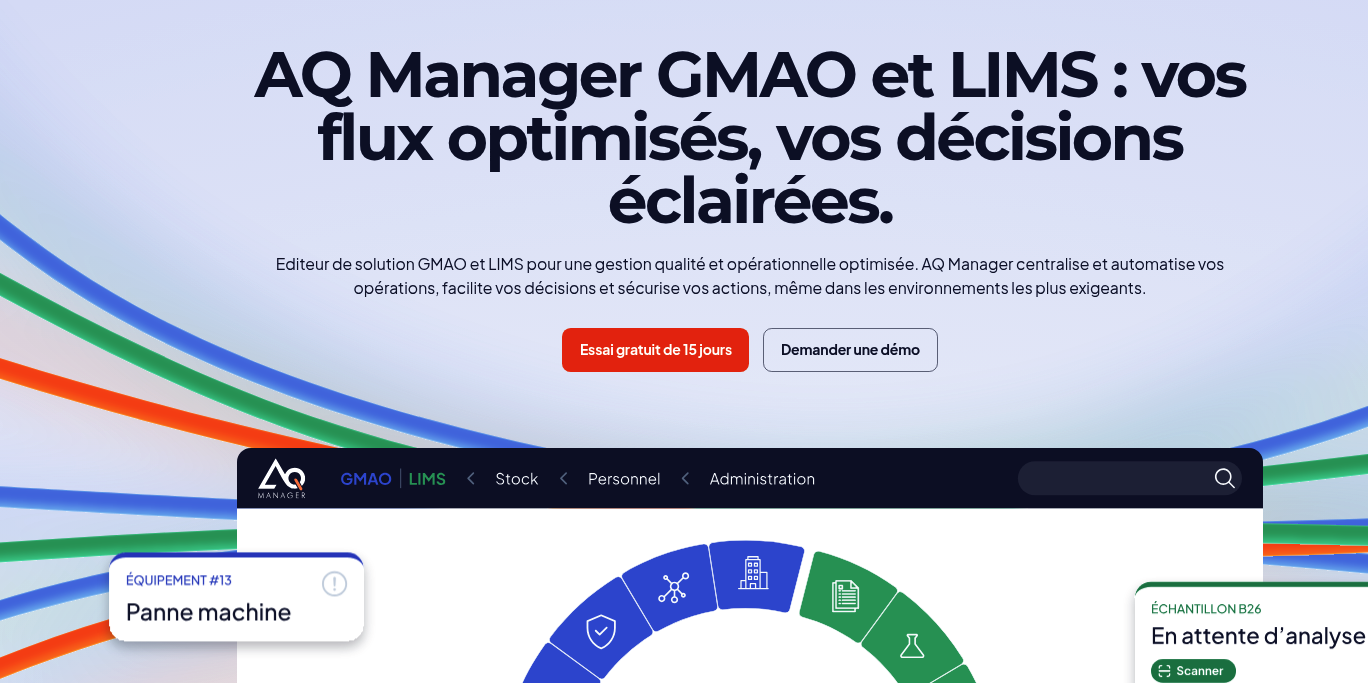 AQ Manager GMAO et LIMS : vos
flux optimisés, vos décisions
éclairées.
Editeur de solution GMAO et LIMS pour une gestion qualité et opérationnelle optimisée. AQ Manager centralise et automatise vos
opérations, facilite vos décisions et sécurise vos actions, même dans les environnements les plus exigeants.
Essai gratuit de 15 jours
Demander une démo
AQ
MANAGER
GMAO | LIMS
Stock
Personnel
Administration
ÉQUIPEMENT #13
Panne machine
ÉCHANTILLON B26
En attente d’analyse
Scanner